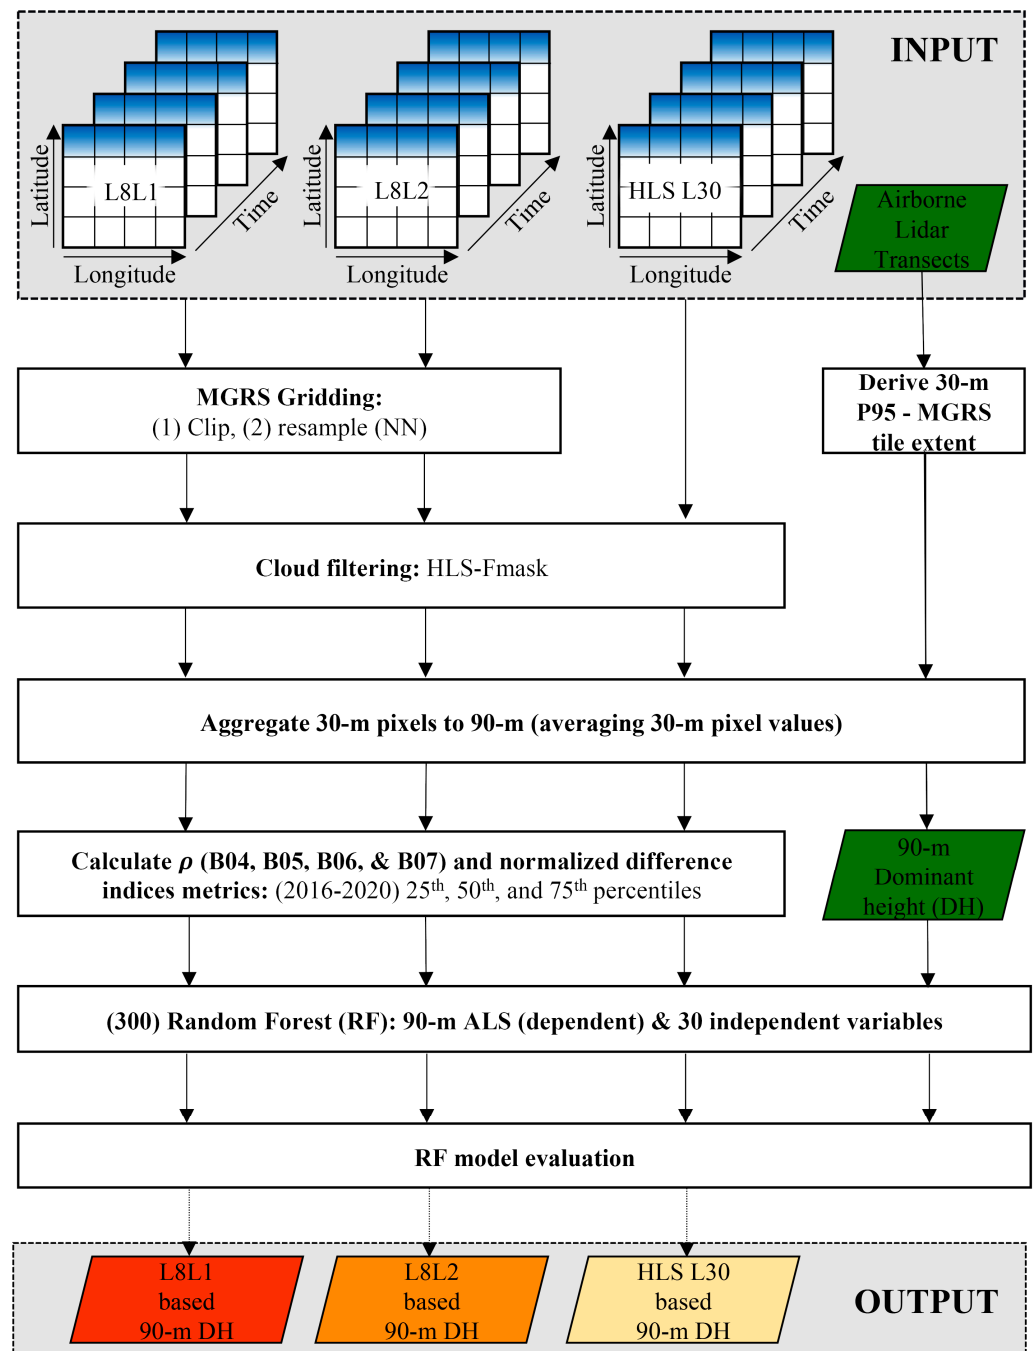 INPUT
L8L1
Latitude
Longitude
Time
L8L2
Latitude
Longitude
Time
HLS L30
Latitude
Longitude
Time
Airborne
Lidar
Transects
MGRS Gridding:
(1) Clip, (2) resample (NN)
Derive 30-m
P95 - MGRS
tile extent
Cloud filtering: HLS-Fmask
Aggregate 30-m pixels to 90-m (averaging 30-m pixel values)
Calculate ρ (B04, B05, B06, & B07) and normalized difference
indices metrics: (2016-2020) 25th, 50th, and 75th percentiles
90-m
Dominant
height (DH)
(300) Random Forest (RF): 90-m ALS (dependent) & 30 independent variables
RF model evaluation
L8L1
based
90-m DH
L8L2
based
90-m DH
HLS L30
based
90-m DH
OUTPUT